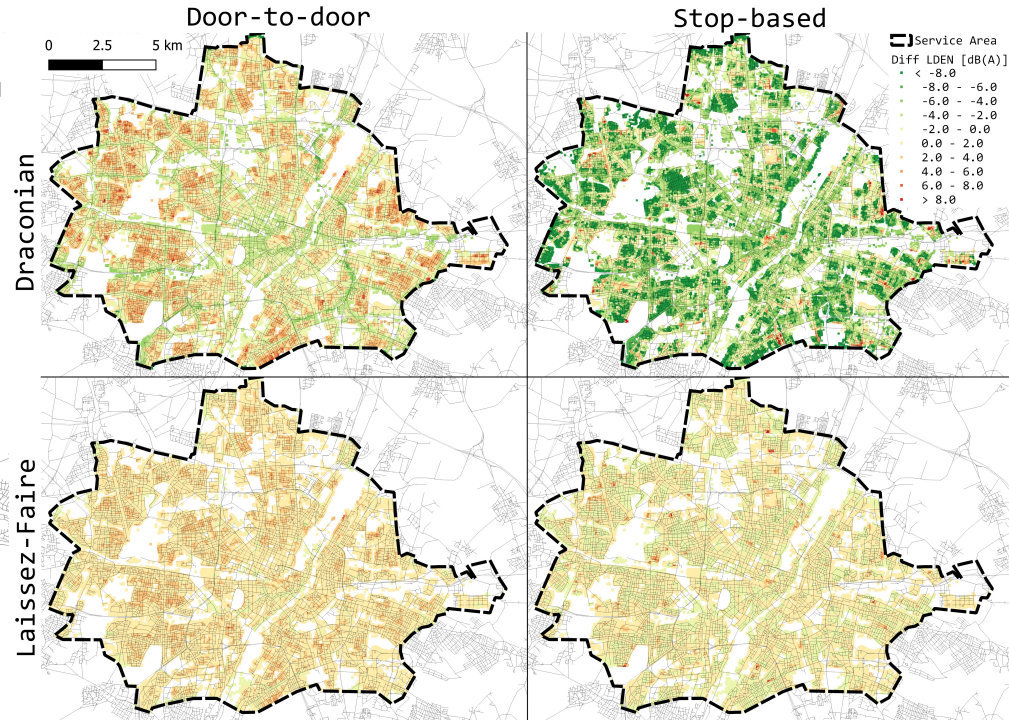 Door-to-door
Stop-based
0 2.5 5 km
Service Area
Diff LDEN [dB(A)]
< -8.0
-8.0 - -6.0
-6.0 - -4.0
-4.0 - -2.0
-2.0 - 0.0
0.0 - 2.0
2.0 - 4.0
4.0 - 6.0
6.0 - 8.0
> 8.0
Draconian
Laissez-Faire